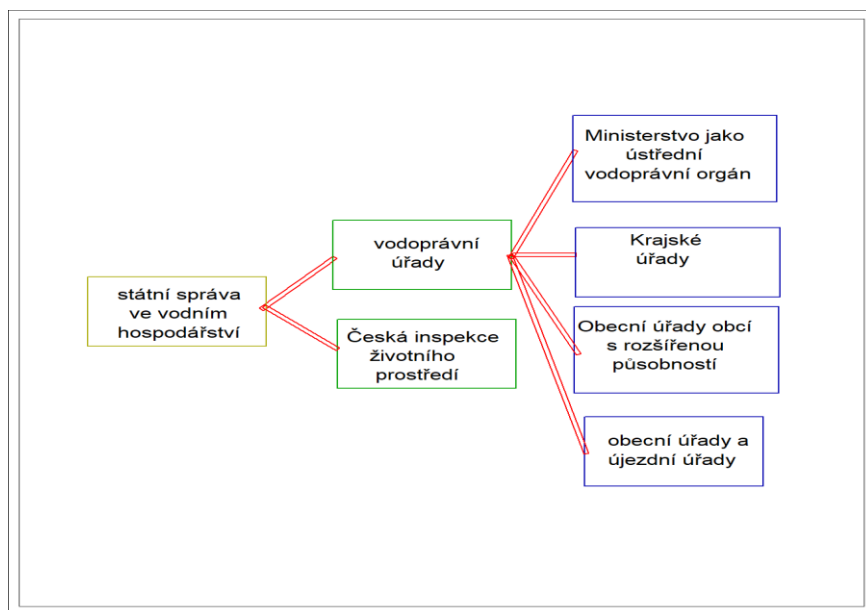 státní správa
ve vodním
hospodářství
vodoprávní
úřady
Česká inspekce
životního
prostředí
Ministerstvo jako
ústřední
vodoprávní orgán
Krajské
úřady
Obecní úřady obcí
s rozšířenou
působností
obecní úřady a
újezdní úřady